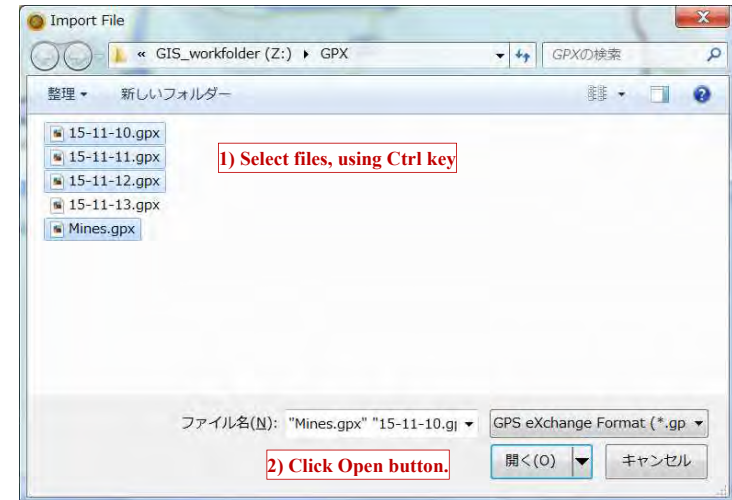 Import File
« GIS_workfolder (Z:) ▸ GPX
GPXの検索
整理 新しいフォルダー
15-11-10.gpx
15-11-11.gpx
15-11-12.gpx
15-11-13.gpx
Mines.gpx
1) Select files, using Ctrl key
ファイル名(N): "Mines.gpx" "15-11-10.g
GPS eXchange Format (*.gp
2) Click Open button.
開く(O) キャンセル